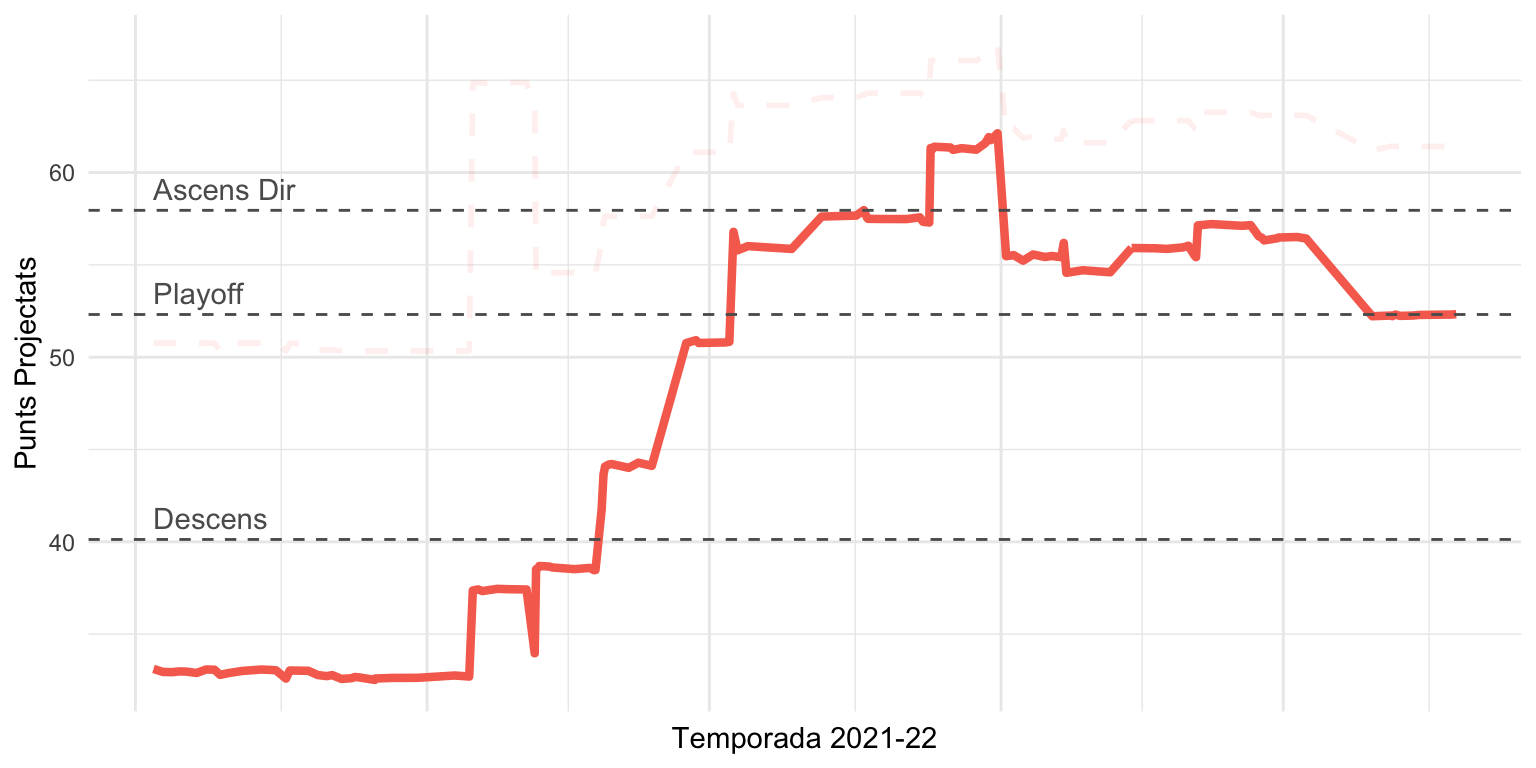 60
Ascens Dir
Playoff
50
Descens
40
Punts Projectats
Temporada 2021-22